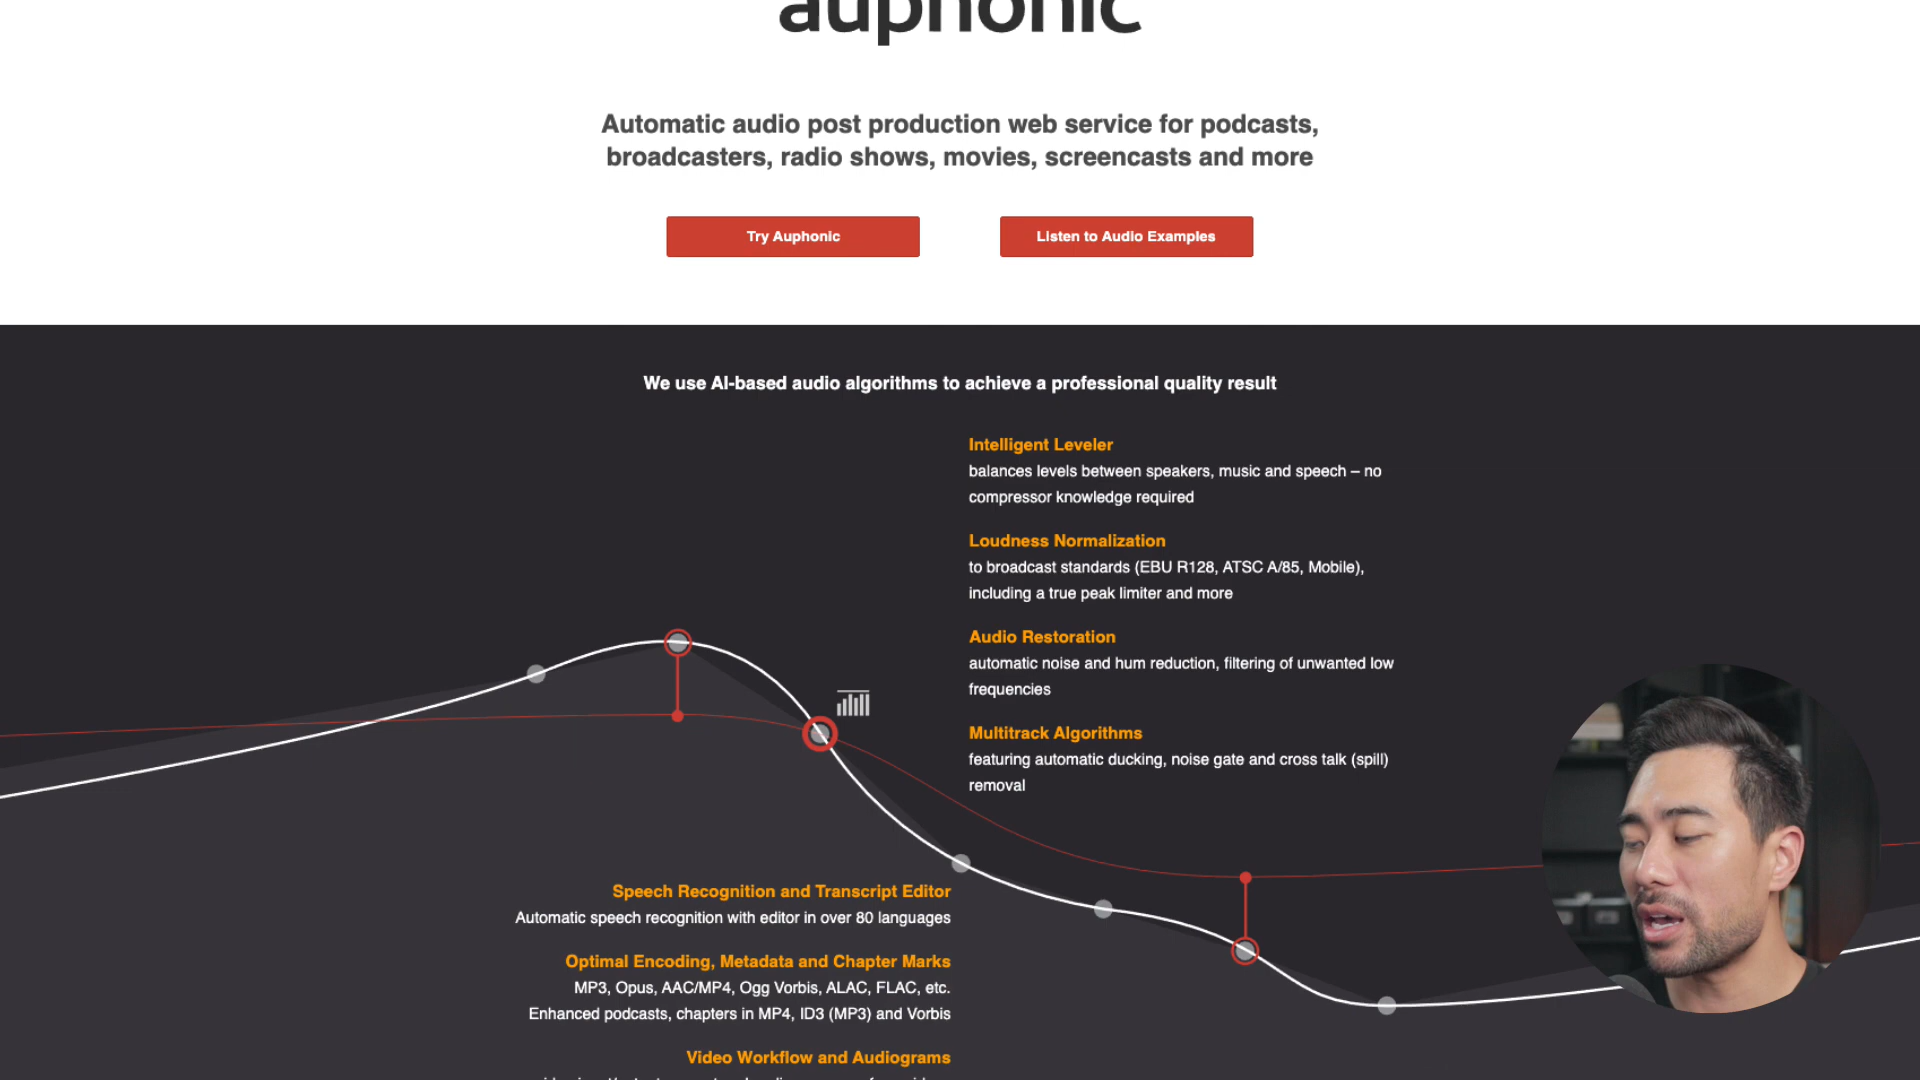 auphonic
Automatic audio post production web service for podcasts,
broadcasters, radio shows, movies, screencasts and more
Try Auphonic
Listen to Audio Examples
We use AI-based audio algorithms to achieve a professional quality result
Intelligent Leveler
balances levels between speakers, music and speech – no
compressor knowledge required
Loudness Normalization
to broadcast standards (EBU R128, ATSC A/85, Mobile),
including a true peak limiter and more
Audio Restoration
automatic noise and hum reduction, filtering of unwanted low
frequencies
Multitrack Algorithms
featuring automatic ducking, noise gate and cross talk (spill)
removal
Speech Recognition and Transcript Editor
Automatic speech recognition with editor in over 80 languages
Optimal Encoding, Metadata and Chapter Marks
MP3, Opus, AAC/MP4, Ogg Vorbis, ALAC, FLAC, etc.
Enhanced podcasts, chapters in MP4, ID3 (MP3) and Vorbis
Video Workflow and Audiograms